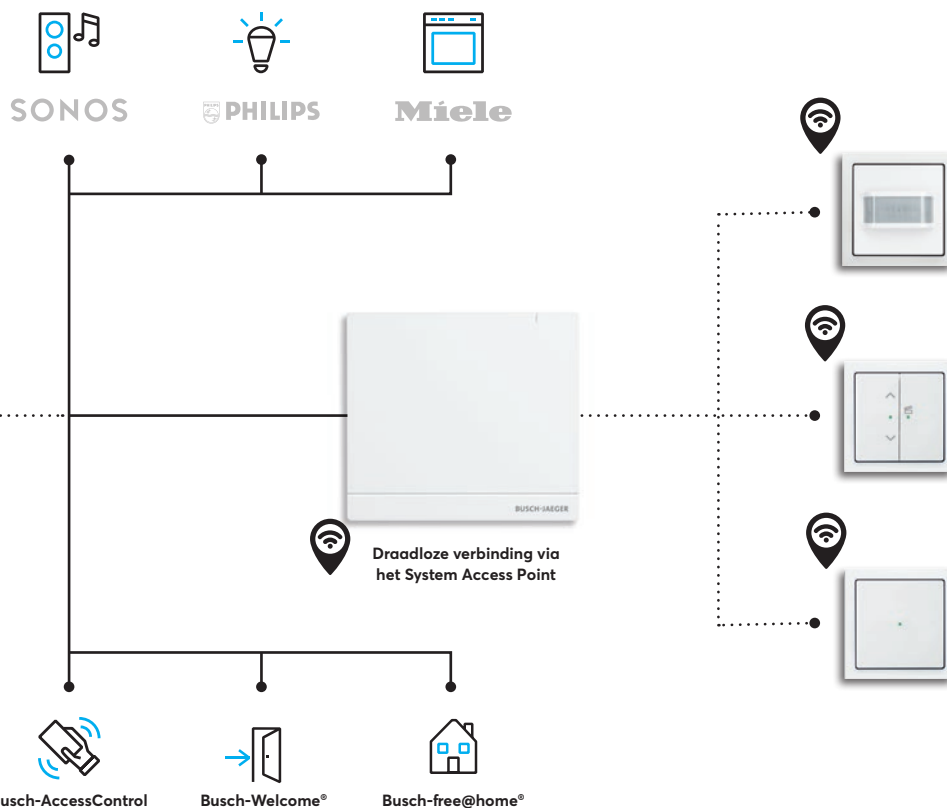 SONOS
PHILIPS
Miele
BUSCH-JAEGER
Draadloze verbinding via
het System Access Point
usch-AccessControl
Busch-Welcome®
Busch-free@home®